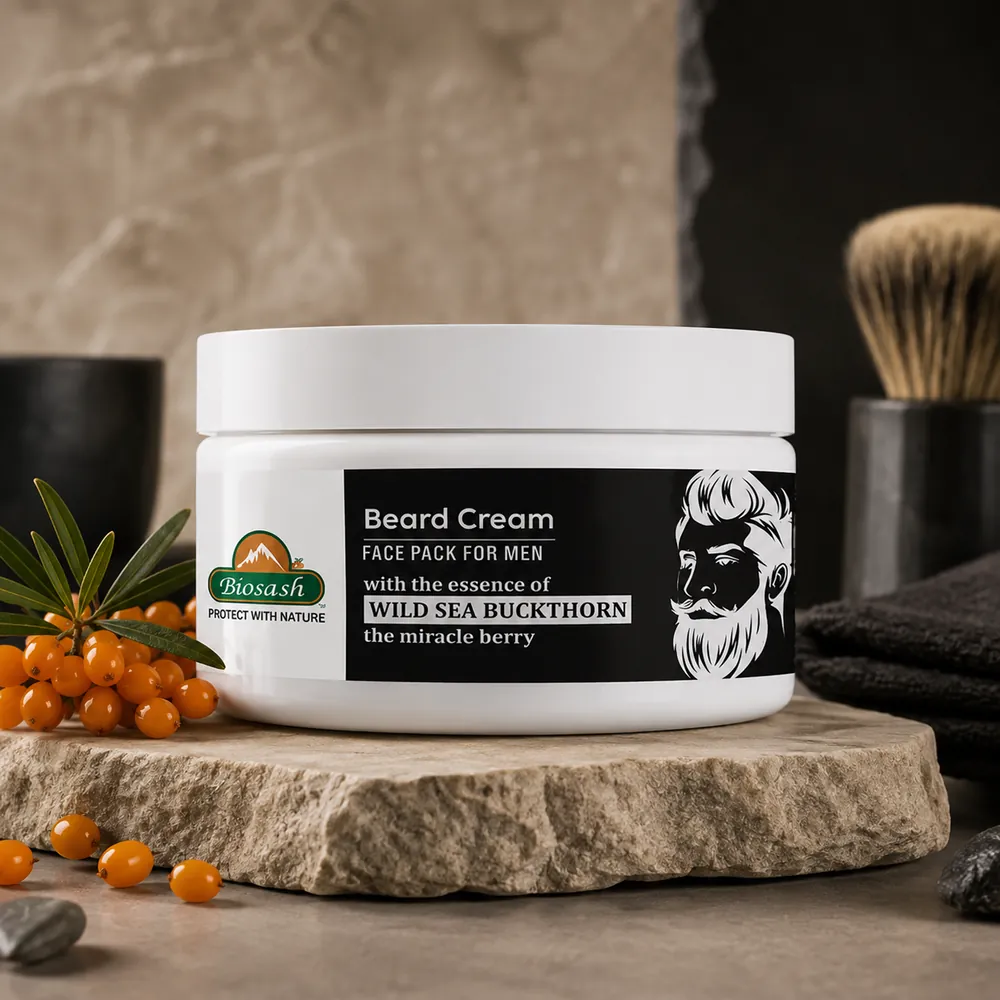 Biosash
PROTECT WITH NATURE
Beard Cream
FACE PACK FOR MEN
with the essence of
WILD SEA BUCKTHORN
the miracle berry